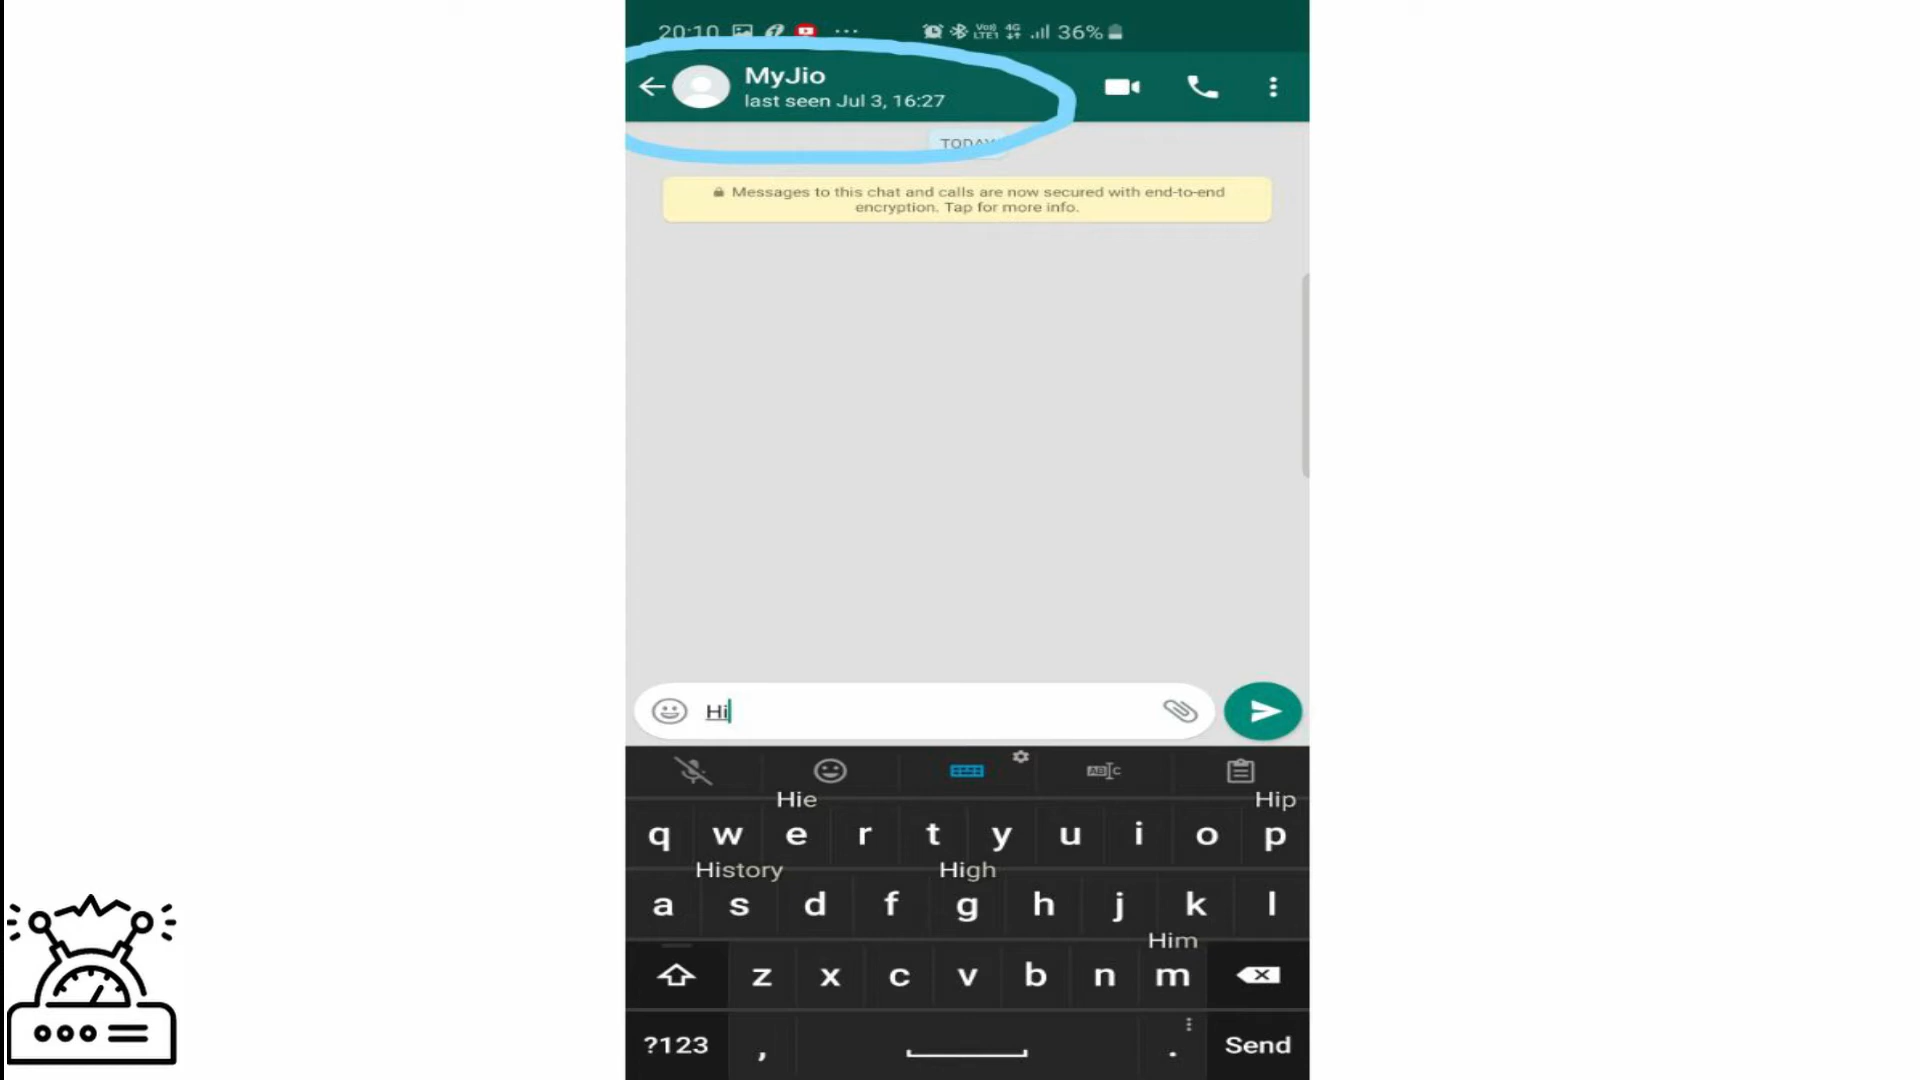 20:10 36%
MyJio
last seen Jul 3, 16:27
TODAY
Messages to this chat and calls are now secured with end-to-end
encryption. Tap for more info.
Hi
Hie Hip
q w e r t y u i o p
History High
a s d f g h j k l
Him
z x c v b n m
?123 , . Send